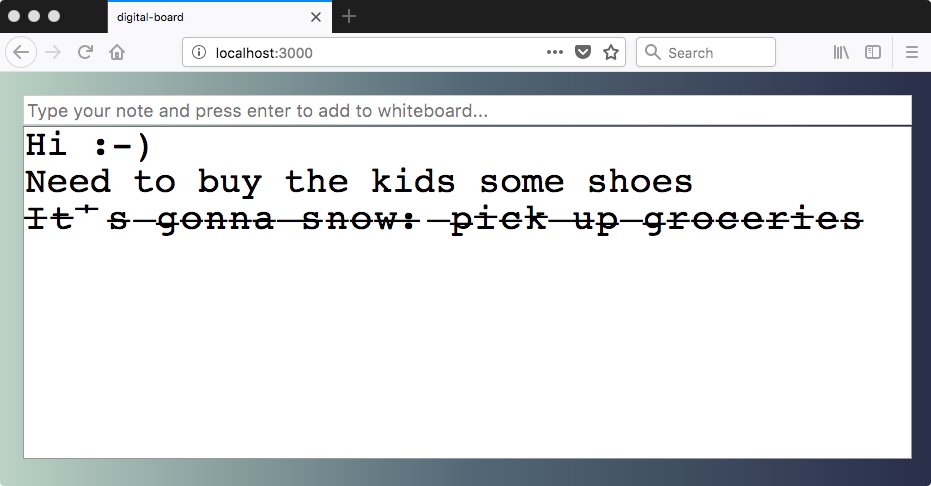 digital-board
localhost:3000
Search
Type your note and press enter to add to whiteboard...
Hi :-)
Need to buy the kids some shoes
It's gonna snow: pick up groceries